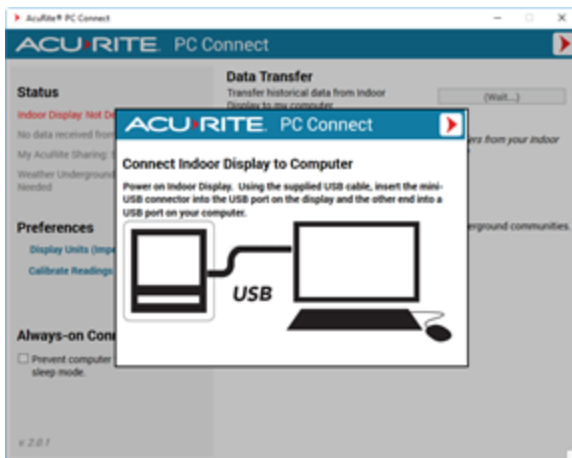 AcuRite® PC Connect
ACU RITE. PC Connect
Status
Indoor Display: Not De
No data received from
My AcuRite Sharing:
Weather Underground
Needed
Preferences
Display Units (Impe
Calibrate Readings
Always-on Conn
Prevent computer
sleep mode.
v: 2.0.1
Data Transfer
Transfer historical data from Indoor
Display to my computer
(Wait...)
ers from your Indoor
erground communities.
ACU RITE. PC Connect
Connect Indoor Display to Computer
Power on Indoor Display. Using the supplied USB cable, insert the mini-
USB connector into the USB port on the display and the other end into a
USB port on your computer.
USB